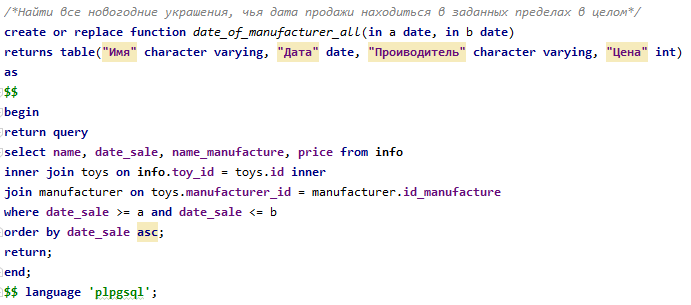 /*Найти все новогодние украшения, чья дата продажи находиться в заданных пределах в целом*/
create or replace function date_of_manufacturer_all(in a date, in b date)
returns table("Имя" character varying, "Дата" date, "Проиводитель" character varying, "Цена" int)
as
$$
begin
return query
select name, date_sale, name_manufacture, price from info
inner join toys on info.toy_id = toys.id inner
join manufacturer on toys.manufacturer_id = manufacturer.id_manufacture
where date_sale >= a and date_sale <= b
order by date_sale asc;
return;
end;
$$ language 'plpgsql';